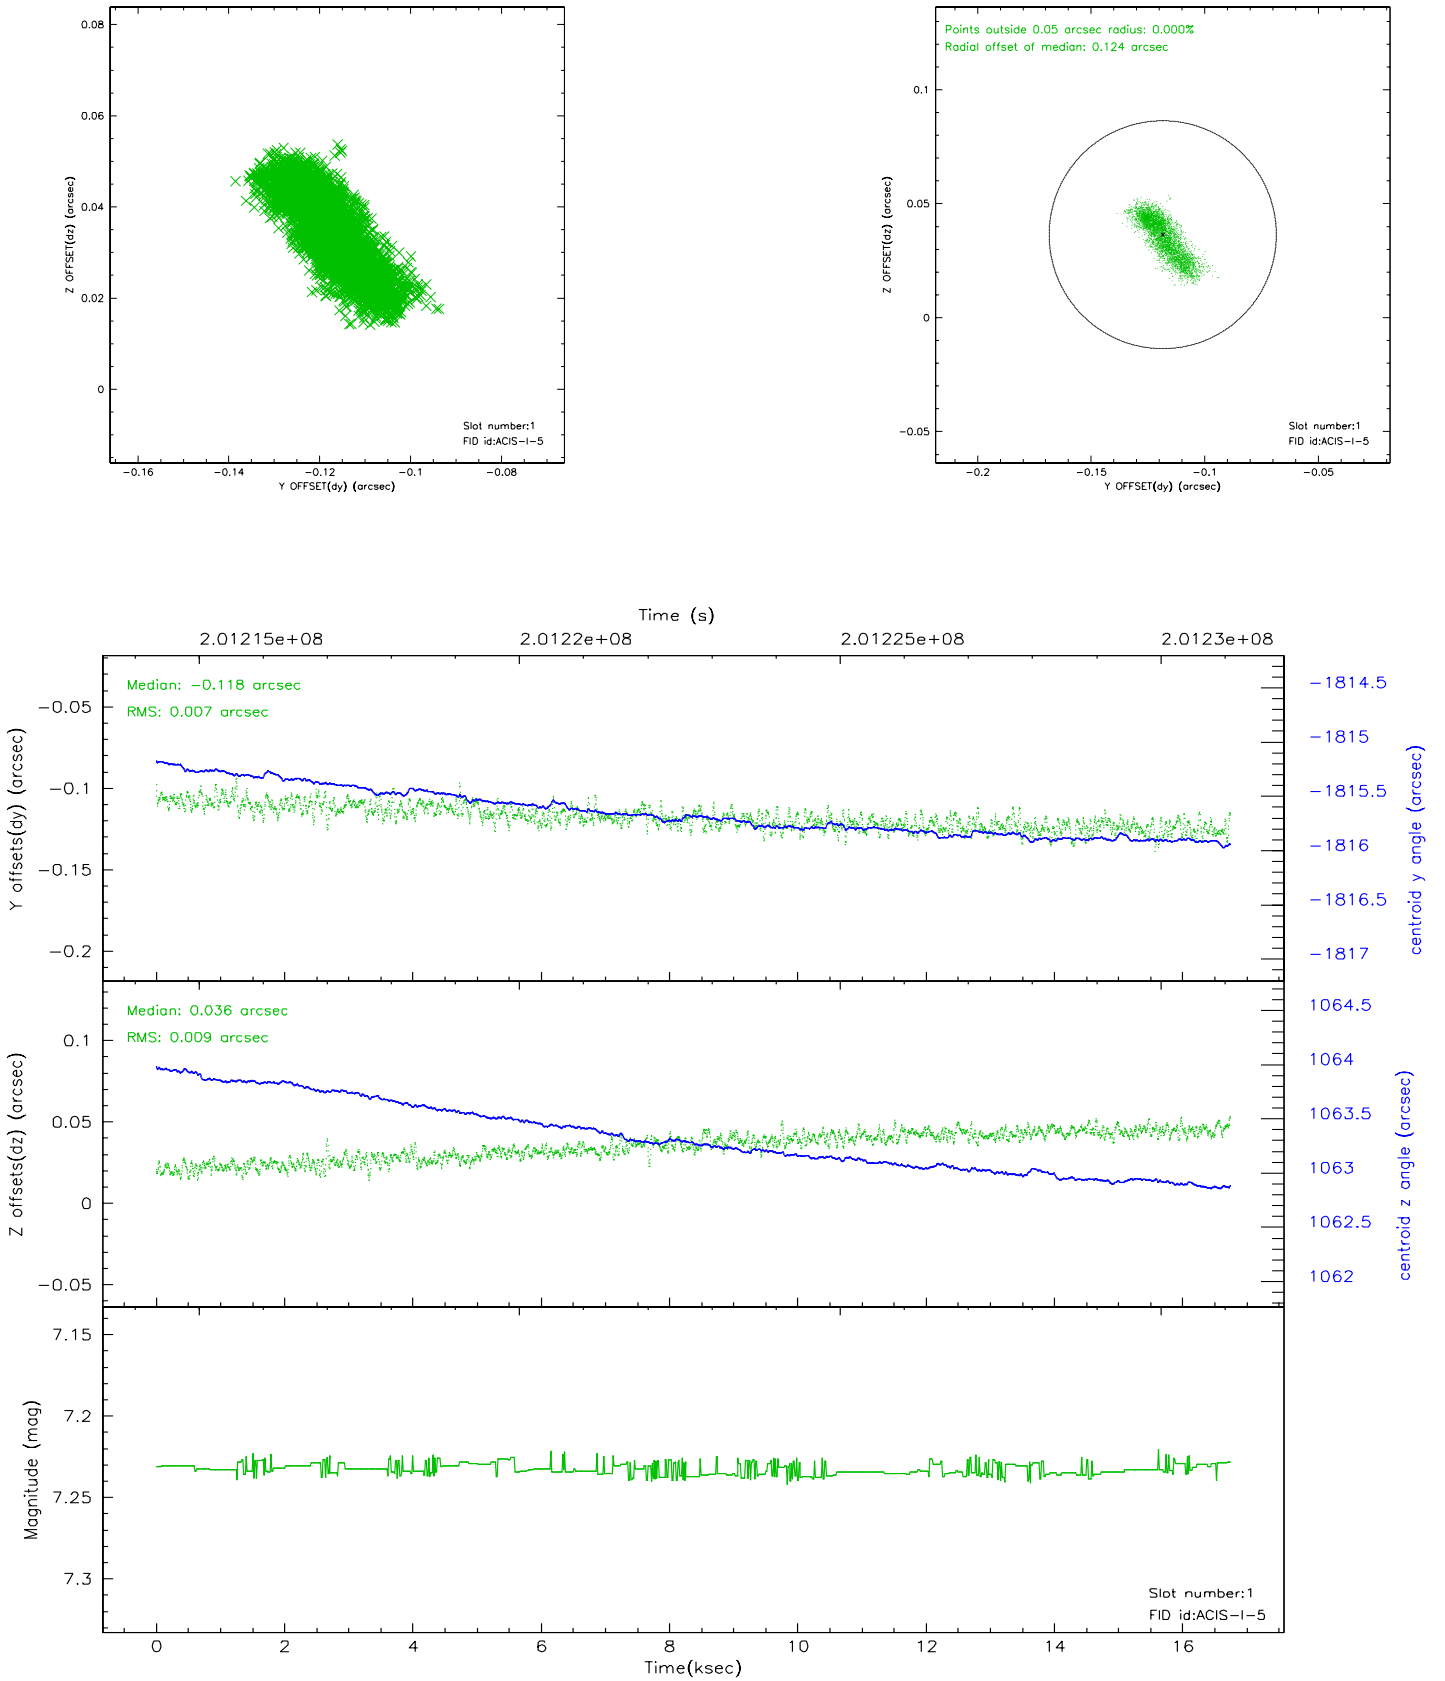 0.08
0.06
0.04
0.02
0
Z OFFSET(dz) (arcsec)
Slot number:1
FID id:ACIS-I-5
-0.16 -0.14 -0.12 -0.1 -0.08
Y OFFSET(dy) (arcsec)
Points outside 0.05 arcsec radius: 0.000%
Radial offset of median: 0.124 arcsec
0.1
0.05
0
-0.05
Z OFFSET(dz) (arcsec)
Slot number:1
FID id:ACIS-I-5
-0.2 -0.15 -0.1 -0.05
Y OFFSET(dy) (arcsec)
Time (s)
2.01215e+08 2.0122e+08 2.01225e+08 2.0123e+08
Median: -0.118 arcsec
RMS: 0.007 arcsec
-0.05
-0.1
-0.15
-0.2
Y offsets(dy) (arcsec)
-1814.5
-1815
-1815.5
-1816
-1816.5
-1817
centroid y angle (arcsec)
Median: 0.036 arcsec
RMS: 0.009 arcsec
0.1
0.05
0
-0.05
Z offsets(dz) (arcsec)
1064.5
1064
1063.5
1063
1062.5
1062
centroid z angle (arcsec)
7.15
7.2
7.25
7.3
Magnitude (mag)
Slot number:1
FID id:ACIS-I-5
0 2 4 6 8 10 12 14 16
Time(ksec)